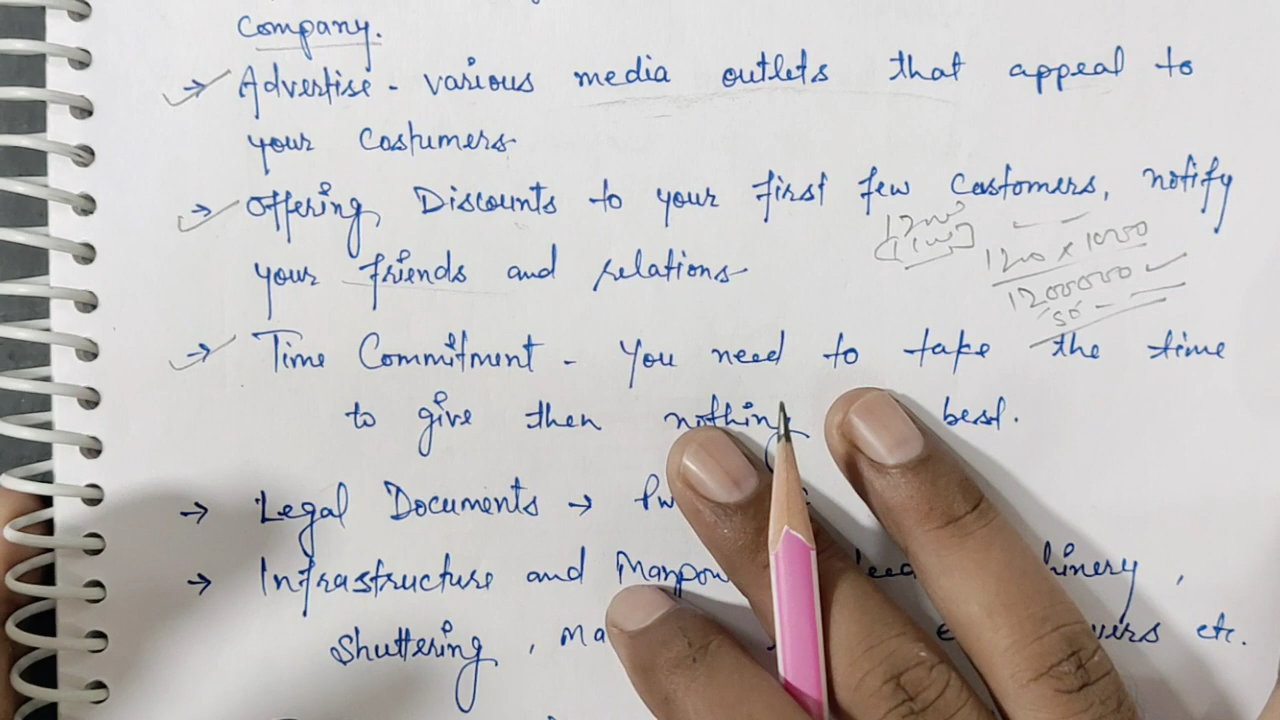 Company.
→ Advertise - various media outlets that appeal to
your Costumers
→ Offering Discounts to your first few Costomers, notify
your friends and relations
1200 x 1000
1200000
→ Time Commitment - You need to take the time
to give then nothing best.
→ Legal Documents →
→ Infrastructure and
Shuttering, etc.